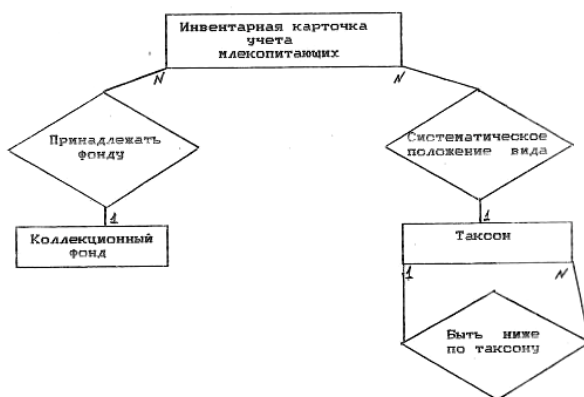 Инвентарная карточка
учета
млекопитающих
N
N
Принадлежать
фонду
Систематическое
положение вида
1
1
Коллекционный
фонд
Таксон
1
N
Быть ниже
по таксону